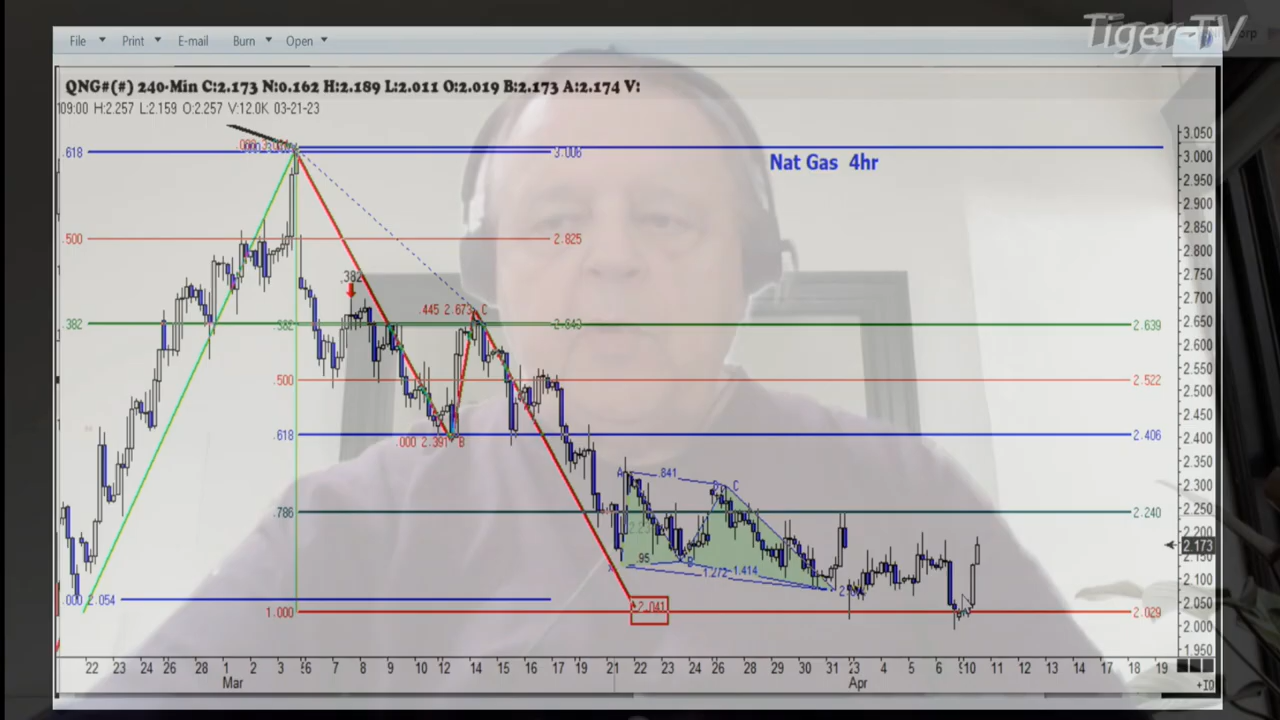 Tiger-TV
File Print E-mail Burn Open
QNG#(#) 240-Min C:2.173 N:0.162 H:2.189 L:2.011 O:2.019 B:2.173 A:2.174 V:
109:00 H:2.257 L:2.159 O:2.257 V:12.0K 03-21-23
3.050
.618 3.006 3.000
Nat Gas 4hr
2.950
2.900
2.850
.500 2.825
2.800
2.750
.382
2.700
.445 2.673 C
2.650
.382 .382 2.639
2.600
2.550
.500 2.522
2.500
2.450
.618 2.406
.000 2.391 B 2.400
2.350
A .841
C 2.300
.786 2.240 2.250
2.200
2.173
2.150
.95 B
1.272 1.414 2.100
.000 2.054
2.050
1.000 2.041 2.029
2.000
1.950
22 23 24 26 28 1 2 3 6 7 8 9 10 12 14 15 16 17 19 21 22 23 24 26 28 29 30 31 3 4 5 6 10 11 12 13 14 16 17 18 19
Mar Apr
+10